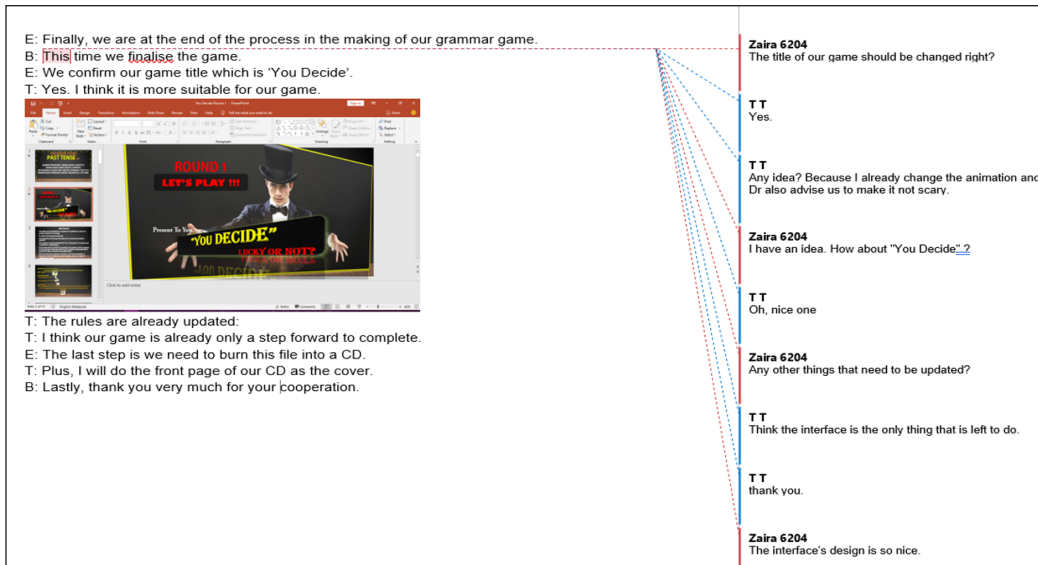 E: Finally, we are at the end of the process in the making of our grammar game.
B: This time we finalise the game.
E: We confirm our game title which is ‘You Decide’.
T: Yes. I think it is more suitable for our game.
PAST TENSE
ROUND 1
LET'S PLAY !!!
Present To You
"YOU DECIDE"
LUCKY OR NOT?
Click to add notes
T: The rules are already updated:
T: I think our game is already only a step forward to complete.
E: The last step is we need to burn this file into a CD.
T: Plus, I will do the front page of our CD as the cover.
B: Lastly, thank you very much for your cooperation.
Zaira 6204
The title of our game should be changed right?
T T
Yes.
T T
Any idea? Because I already change the animation and
Dr also advise us to make it not scary.
Zaira 6204
I have an idea. How about "You Decide".?
T T
Oh, nice one
Zaira 6204
Any other things that need to be updated?
T T
Think the interface is the only thing that is left to do.
T T
thank you.
Zaira 6204
The interface's design is so nice.